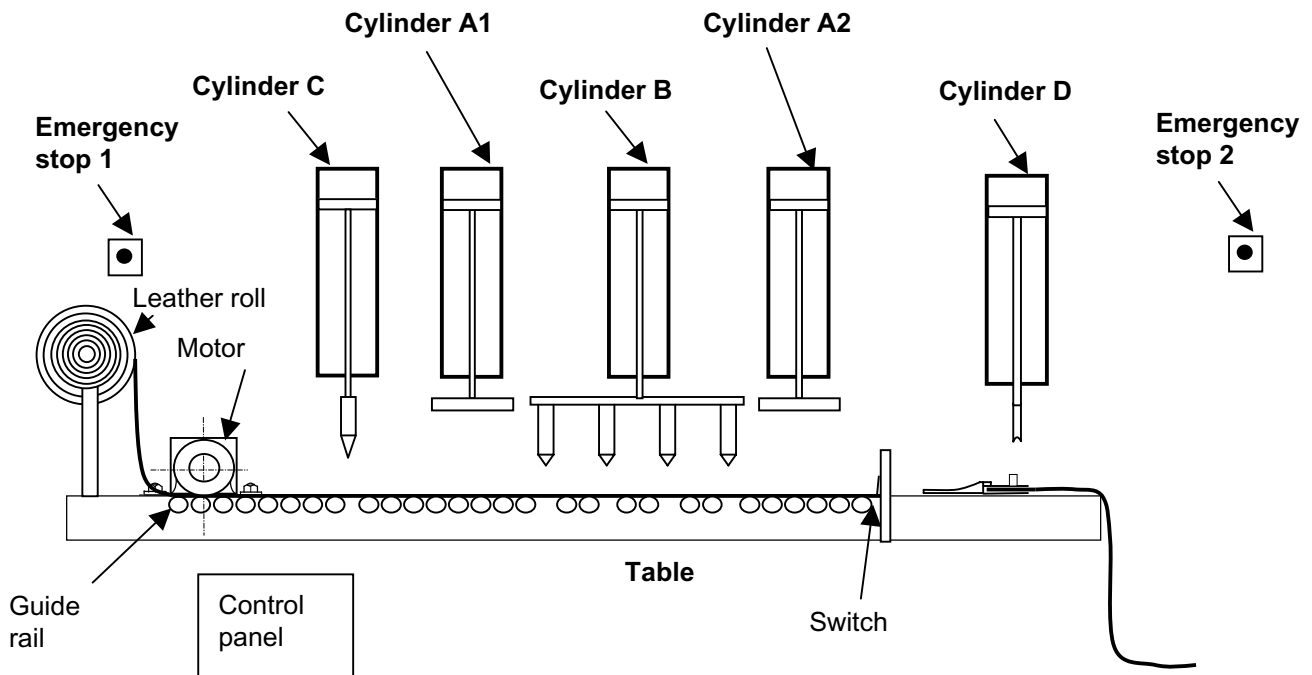 Cylinder A1
Cylinder A2
Cylinder C
Cylinder B
Cylinder D
Emergency
stop 1
Emergency
stop 2
Leather roll
Motor
Table
Guide
rail
Control
panel
Switch